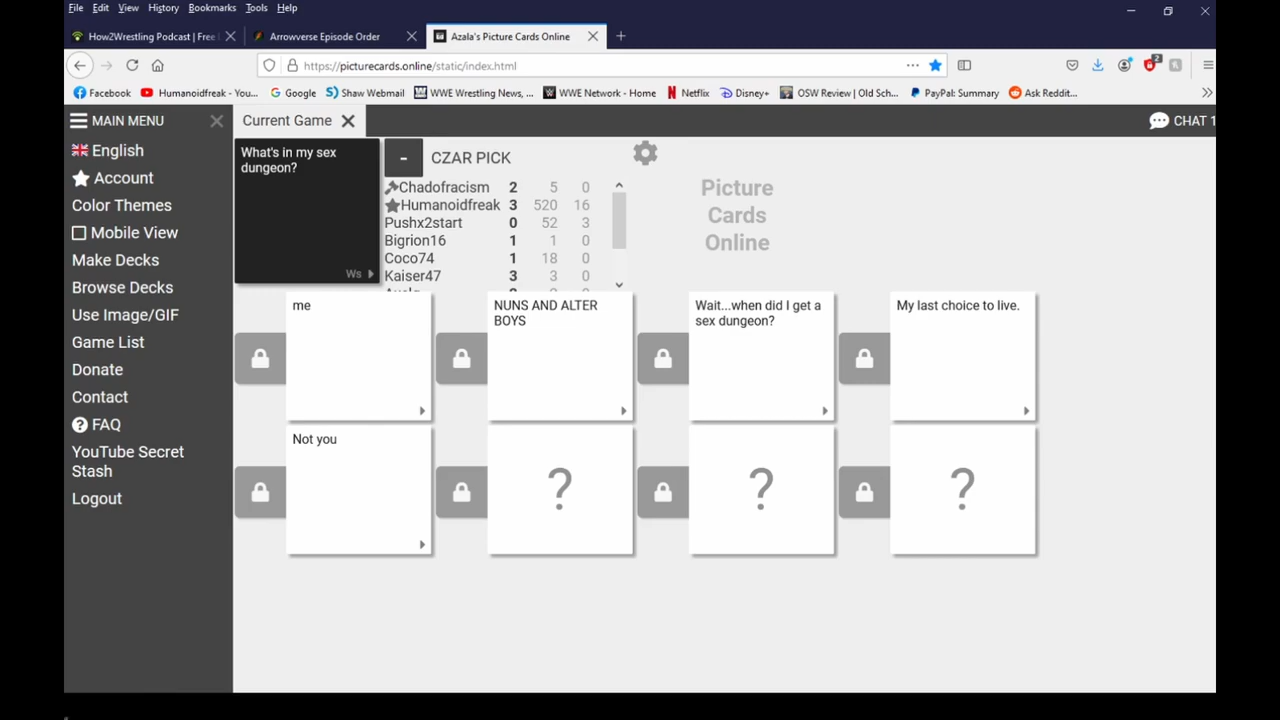 File Edit View History Bookmarks Tools Help
How2Wrestling Podcast | Free
Arrowverse Episode Order
Azala's Picture Cards Online
https://picturecards.online/static/index.html
2
Facebook
Humanoidfreak - You...
Google
Shaw Webmail
WWE Wrestling News, ...
WWE Network - Home
Netflix
Disney+
OSW Review | Old Sch...
PayPal: Summary
Ask Reddit...
MAIN MENU
Current Game
CHAT 1
English
Account
Color Themes
Mobile View
Make Decks
Browse Decks
Use Image/GIF
Game List
Donate
Contact
FAQ
YouTube Secret
Stash
Logout
What's in my sex
dungeon?
Ws
- CZAR PICK
Chadofracism 2 5 0
Humanoidfreak 3 520 16
Pushx2start 0 52 3
Bigrion16 1 1 0
Coco74 1 18 0
Kaiser47 3 3 0
Picture
Cards
Online
me
NUNS AND ALTER
BOYS
Wait...when did I get a
sex dungeon?
My last choice to live.
Not you
?
?
?